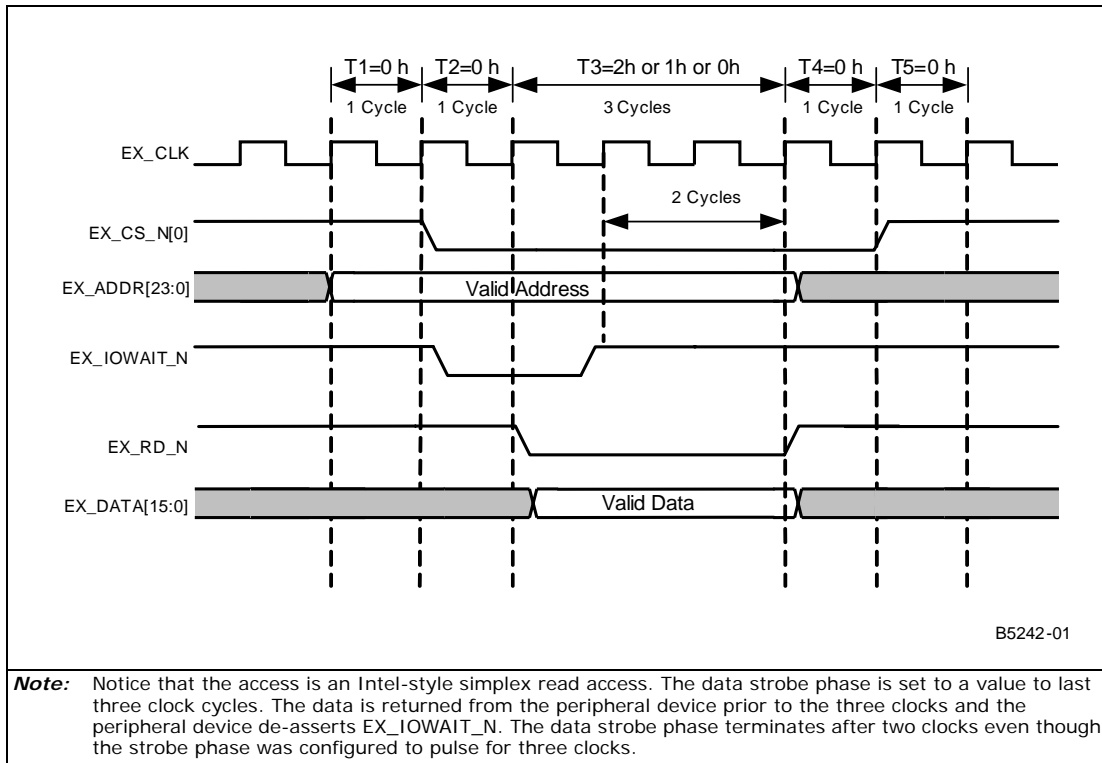 T1=0 h T2=0 h T3=2h or 1h or 0h T4=0 h T5=0 h
1 Cycle 1 Cycle 3 Cycles 1 Cycle 1 Cycle
EX_CLK
2 Cycles
EX_CS_N[0]
EX_ADDR[23:0] Valid Address
EX_IOWAIT_N
EX_RD_N
EX_DATA[15:0] Valid Data
B5242-01
Note: Notice that the access is an Intel-style simplex read access. The data strobe phase is set to a value to last
three clock cycles. The data is returned from the peripheral device prior to the three clocks and the
peripheral device de-asserts EX_IOWAIT_N. The data strobe phase terminates after two clocks even though
the strobe phase was configured to pulse for three clocks.